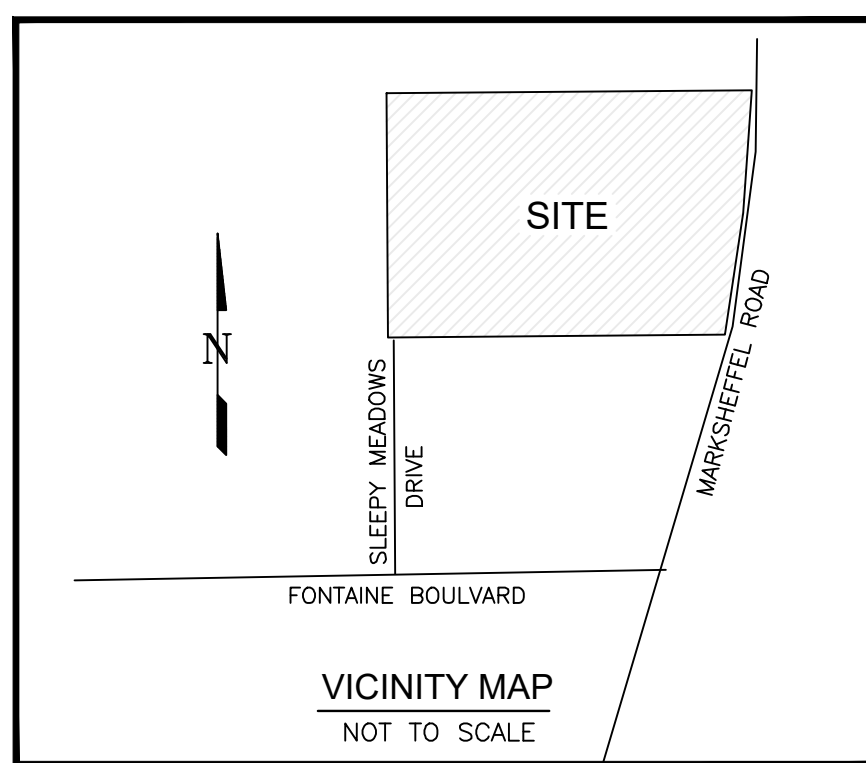 SITE
N
MARKSHEFFEL ROAD
SLEEPY MEADOWS
DRIVE
FONTAINE BOULVARD
VICINITY MAP
NOT TO SCALE